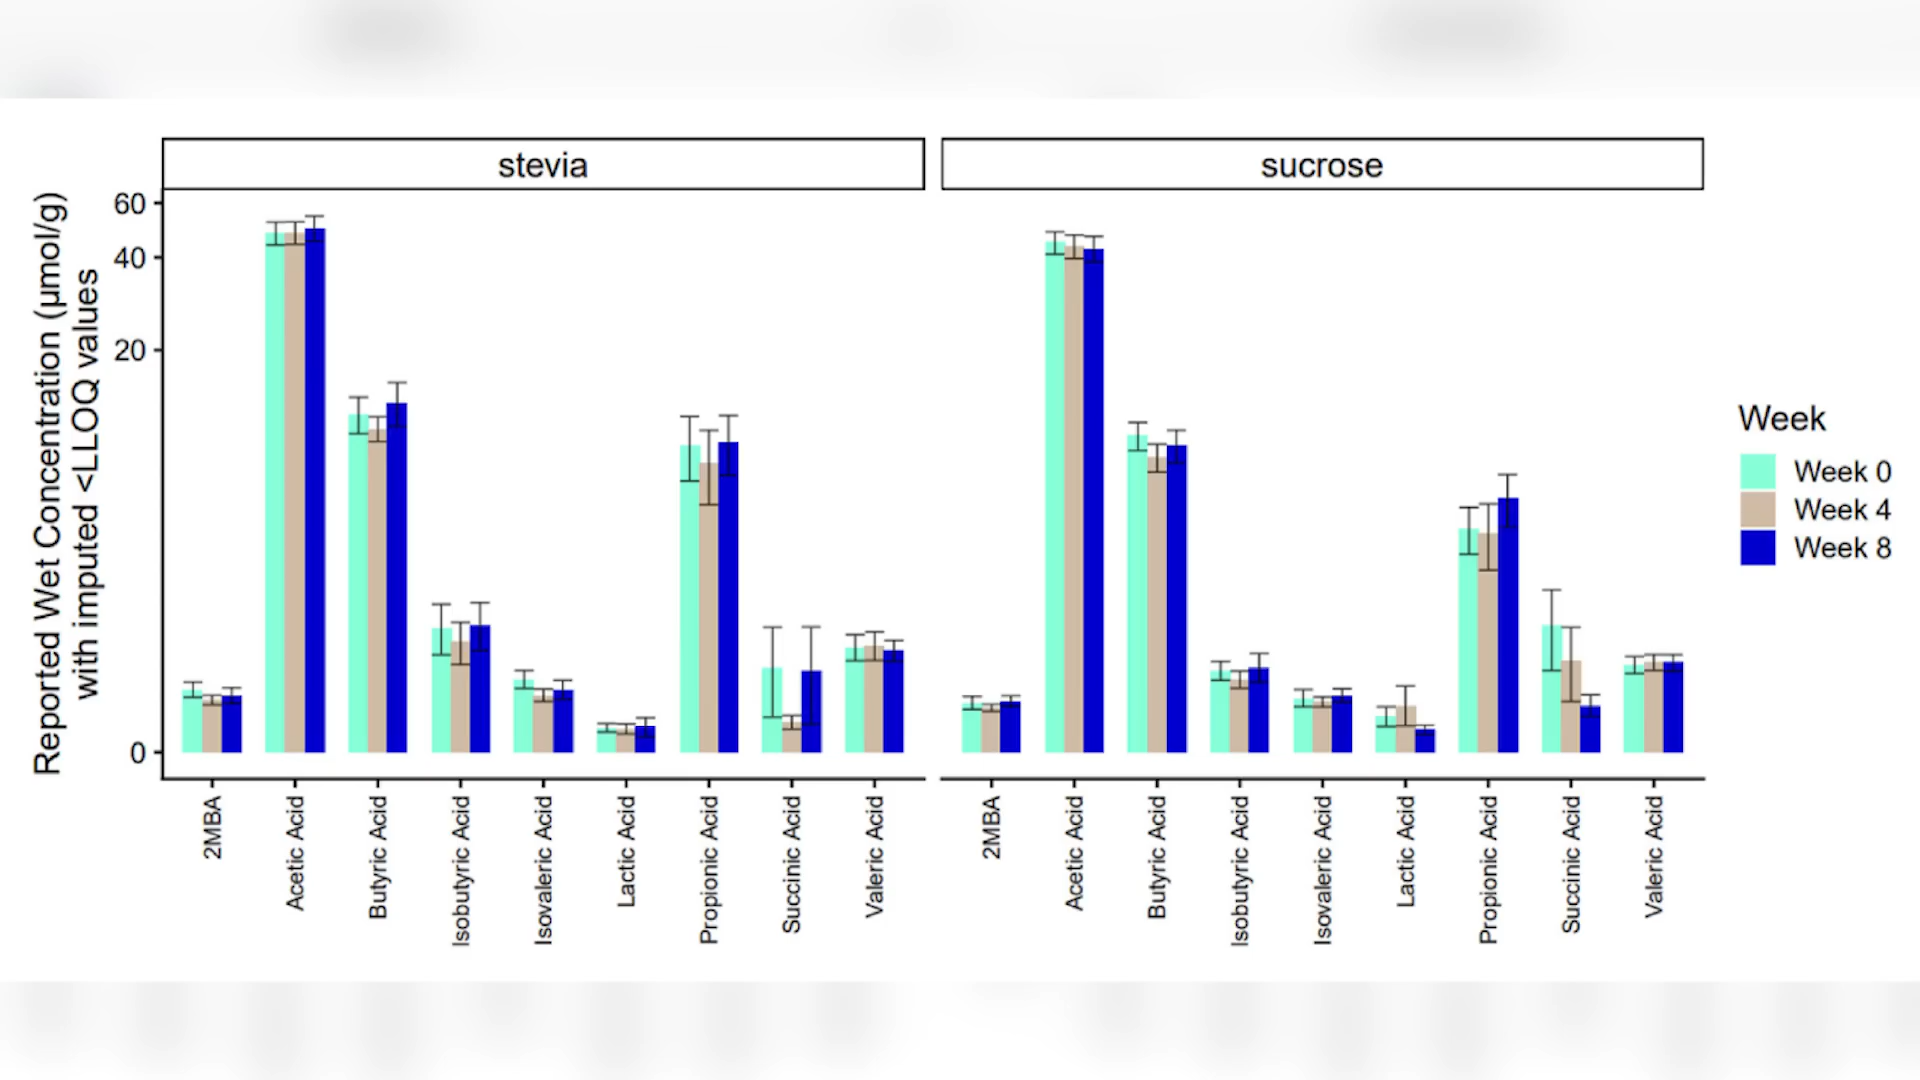 stevia
sucrose
Reported Wet Concentration (μmol/g)
with imputed <LLOQ values
60
40
20
0
2MBA
Acetic Acid
Butyric Acid
Isobutyric Acid
Isovaleric Acid
Lactic Acid
Propionic Acid
Succinic Acid
Valeric Acid
2MBA
Acetic Acid
Butyric Acid
Isobutyric Acid
Isovaleric Acid
Lactic Acid
Propionic Acid
Succinic Acid
Valeric Acid
Week
Week 0
Week 4
Week 8